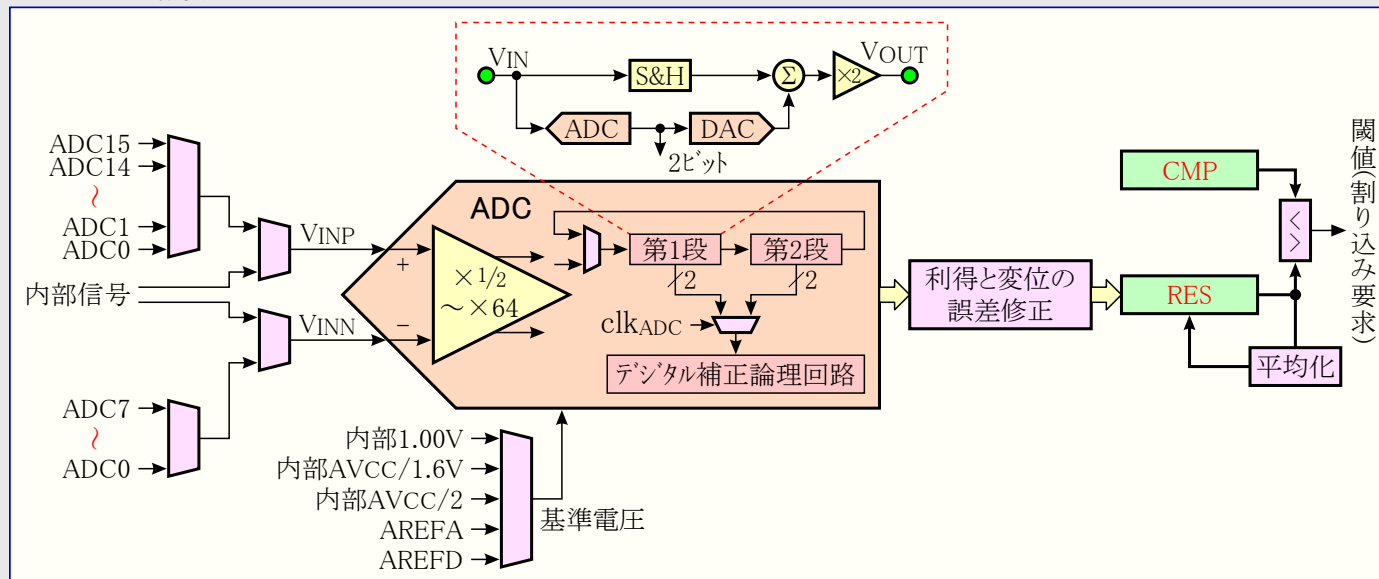 VIN
S&H
Σ
×2
VOUT
ADC
DAC
2ﾋﾞｯﾄ
ADC15
ADC14
～
ADC1
ADC0
内部信号
ADC7
～
ADC0
VINP
VINN
ADC
+
−
×1/2
～×64
第1段
第2段
2
2
clkADC
ﾃﾞｼﾞﾀﾙ補正論理回路
内部1.00V
内部AVCC/1.6V
内部AVCC/2
AREFA
AREFD
基準電圧
利得と変位の
誤差修正
CMP
RES
<
>
平均化
閾値(割り込み要求)